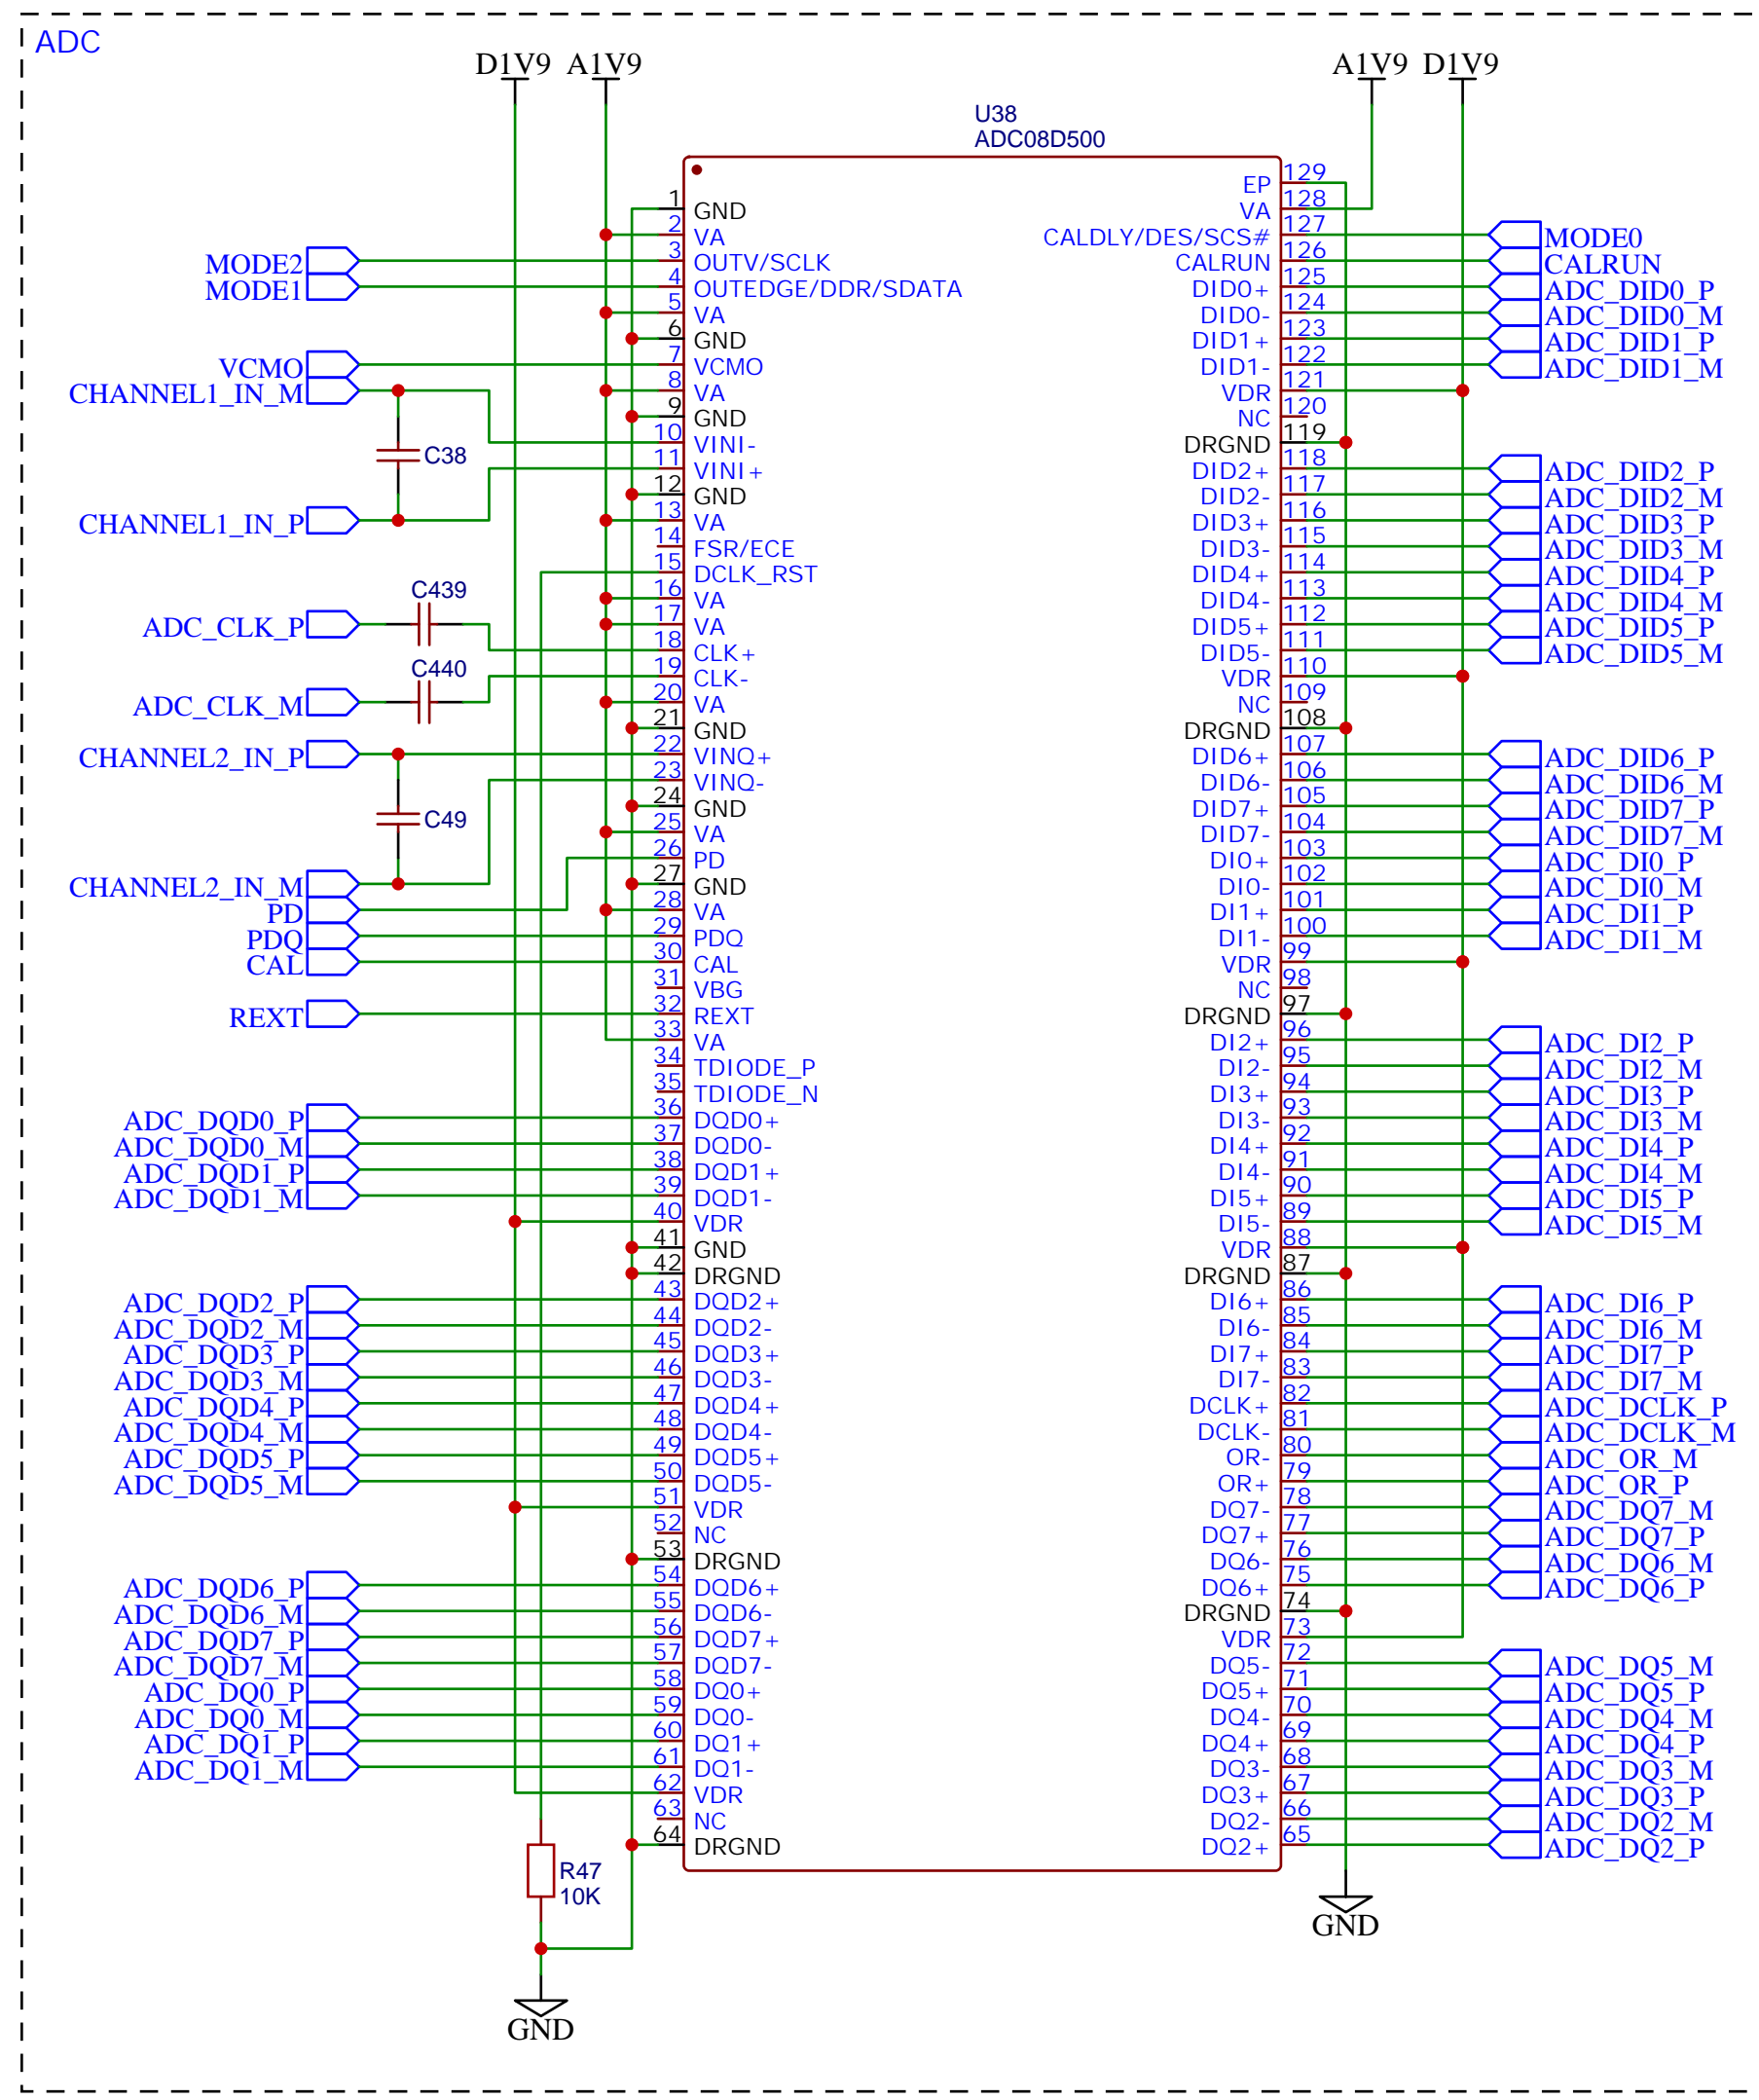 ADC
D1V9 A1V9
A1V9 D1V9
U38
ADC08D500
MODE2
MODE1
VCMO
CHANNEL1_IN_M
C38
CHANNEL1_IN_P
C439
ADC_CLK_P
C440
ADC_CLK_M
CHANNEL2_IN_P
C49
CHANNEL2_IN_M
PD
PDQ
CAL
REXT
ADC_DQD0_P
ADC_DQD0_M
ADC_DQD1_P
ADC_DQD1_M
ADC_DQD2_P
ADC_DQD2_M
ADC_DQD3_P
ADC_DQD3_M
ADC_DQD4_P
ADC_DQD4_M
ADC_DQD5_P
ADC_DQD5_M
ADC_DQD6_P
ADC_DQD6_M
ADC_DQD7_P
ADC_DQD7_M
ADC_DQ0_P
ADC_DQ0_M
ADC_DQ1_P
ADC_DQ1_M
R47
10K
GND
1 GND
2 VA
3 OUTV/SCLK
4 OUTEDGE/DDR/SDATA
5 VA
6 GND
7 VCMO
8 VA
9 GND
10 VINI-
11 VINI+
12 GND
13 VA
14 FSR/ECE
15 DCLK_RST
16 VA
17 VA
18 CLK+
19 CLK-
20 VA
21 GND
22 VINQ+
23 VINQ-
24 GND
25 VA
26 PD
27 GND
28 VA
29 PDQ
30 CAL
31 VBG
32 REXT
33 VA
34 TDIODE_P
35 TDIODE_N
36 DQD0+
37 DQD0-
38 DQD1+
39 DQD1-
40 VDR
41 GND
42 DRGND
43 DQD2+
44 DQD2-
45 DQD3+
46 DQD3-
47 DQD4+
48 DQD4-
49 DQD5+
50 DQD5-
51 VDR
52 NC
53 DRGND
54 DQD6+
55 DQD6-
56 DQD7+
57 DQD7-
58 DQ0+
59 DQ0-
60 DQ1+
61 DQ1-
62 VDR
63 NC
64 DRGND
EP 129
VA 128
CALDLY/DES/SCS# 127
CALRUN 126
DID0+ 125
DID0- 124
DID1+ 123
DID1- 122
VDR 121
NC 120
DRGND 119
DID2+ 118
DID2- 117
DID3+ 116
DID3- 115
DID4+ 114
DID4- 113
DID5+ 112
DID5- 111
VDR 110
NC 109
DRGND 108
DID6+ 107
DID6- 106
DID7+ 105
DID7- 104
DI0+ 103
DI0- 102
DI1+ 101
DI1- 100
VDR 99
NC 98
DRGND 97
DI2+ 96
DI2- 95
DI3+ 94
DI3- 93
DI4+ 92
DI4- 91
DI5+ 90
DI5- 89
VDR 88
DRGND 87
DI6+ 86
DI6- 85
DI7+ 84
DI7- 83
DCLK+ 82
DCLK- 81
OR- 80
OR+ 79
DQ7- 78
DQ7+ 77
DQ6- 76
DQ6+ 75
DRGND 74
VDR 73
DQ5- 72
DQ5+ 71
DQ4- 70
DQ4+ 69
DQ3- 68
DQ3+ 67
DQ2- 66
DQ2+ 65
MODE0
CALRUN
ADC_DID0_P
ADC_DID0_M
ADC_DID1_P
ADC_DID1_M
ADC_DID2_P
ADC_DID2_M
ADC_DID3_P
ADC_DID3_M
ADC_DID4_P
ADC_DID4_M
ADC_DID5_P
ADC_DID5_M
ADC_DID6_P
ADC_DID6_M
ADC_DID7_P
ADC_DID7_M
ADC_DI0_P
ADC_DI0_M
ADC_DI1_P
ADC_DI1_M
ADC_DI2_P
ADC_DI2_M
ADC_DI3_P
ADC_DI3_M
ADC_DI4_P
ADC_DI4_M
ADC_DI5_P
ADC_DI5_M
ADC_DI6_P
ADC_DI6_M
ADC_DI7_P
ADC_DI7_M
ADC_DCLK_P
ADC_DCLK_M
ADC_OR_M
ADC_OR_P
ADC_DQ7_M
ADC_DQ7_P
ADC_DQ6_M
ADC_DQ6_P
ADC_DQ5_M
ADC_DQ5_P
ADC_DQ4_M
ADC_DQ4_P
ADC_DQ3_M
ADC_DQ3_P
ADC_DQ2_M
ADC_DQ2_P
GND